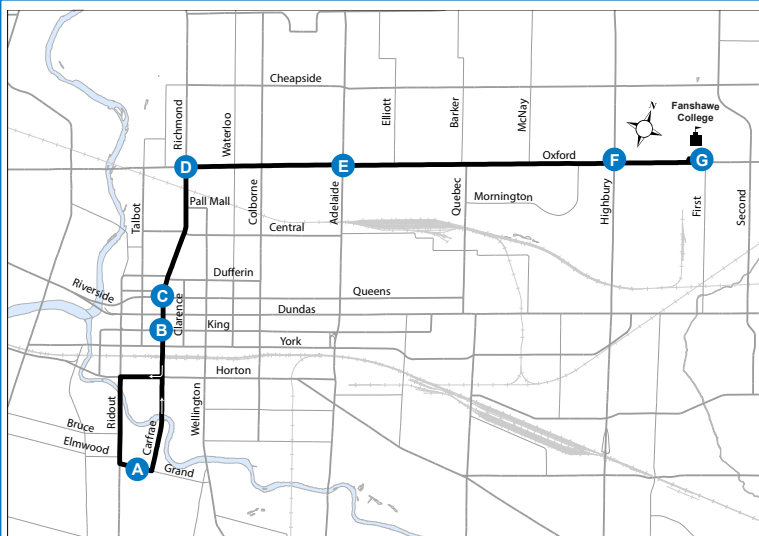 Cheapside
Richmond
Waterloo
Elliott
Barker
McNay
N
Fanshawe
College
D
E
Oxford
F
G
Talbot
Pall Mall
Colborne
Adelaide
Quebec
Mornington
Highbury
First
Second
Central
Dufferin
Riverside
C
Clarence
Queens
Dundas
B
King
York
Horton
Ridout
Wellington
Bruce
Elmwood
Carfrae
A
Grand